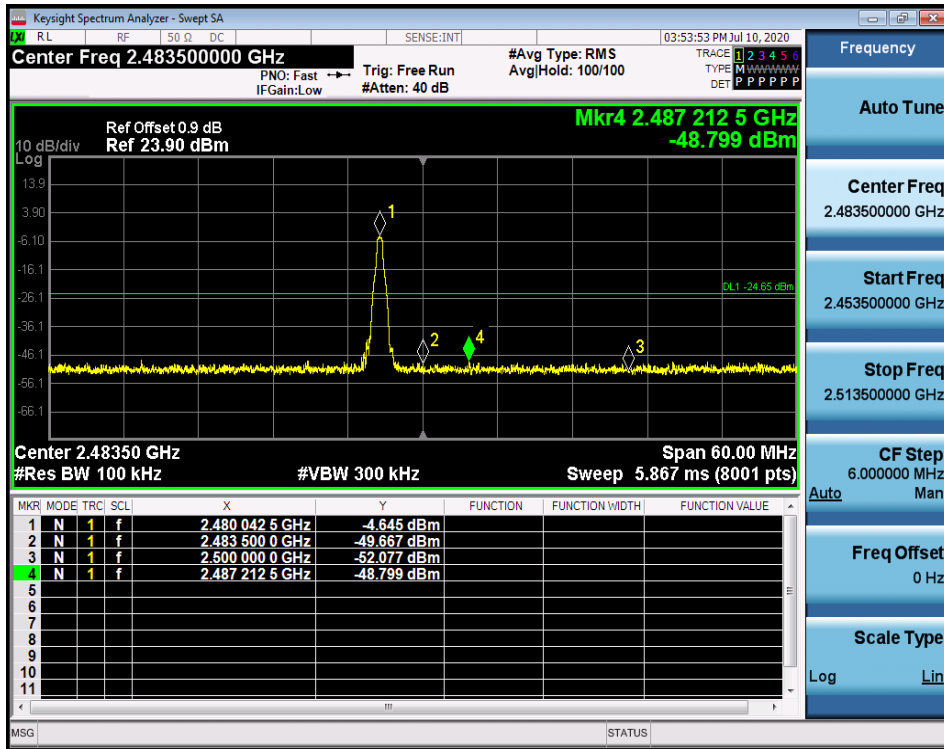 Keysight Spectrum Analyzer - Swept SA
LXI RL RF 50 Ω DC SENSE:INT 03:53:53 PM Jul 10, 2020
Center Freq 2.483500000 GHz
PNO: Fast
IFGain:Low
Trig: Free Run
#Atten: 40 dB
#Avg Type: RMS
Avg|Hold: 100/100
TRACE 1 2 3 4 5 6
TYPE M WWWWW
DET P P P P P P
Mkr4 2.487 212 5 GHz
-48.799 dBm
Ref Offset 0.9 dB
10 dB/div Ref 23.90 dBm
Log
13.9
3.90
-6.10
-16.1
-26.1
-36.1
-46.1
-56.1
-66.1
1
2
4
3
DL1 -24.65 dBm
Center 2.48350 GHz Span 60.00 MHz
#Res BW 100 kHz #VBW 300 kHz Sweep 5.867 ms (8001 pts)
MKR MODE TRC SCL X Y FUNCTION FUNCTION WIDTH FUNCTION VALUE
1 N 1 f 2.480 042 5 GHz -4.645 dBm
2 N 1 f 2.483 500 0 GHz -49.667 dBm
3 N 1 f 2.500 000 0 GHz -52.077 dBm
4 N 1 f 2.487 212 5 GHz -48.799 dBm
5
6
7
8
9
10
11
MSG STATUS
Frequency
Auto Tune
Center Freq
2.483500000 GHz
Start Freq
2.453500000 GHz
Stop Freq
2.513500000 GHz
CF Step
6.000000 MHz
Auto Man
Freq Offset
0 Hz
Scale Type
Log Lin